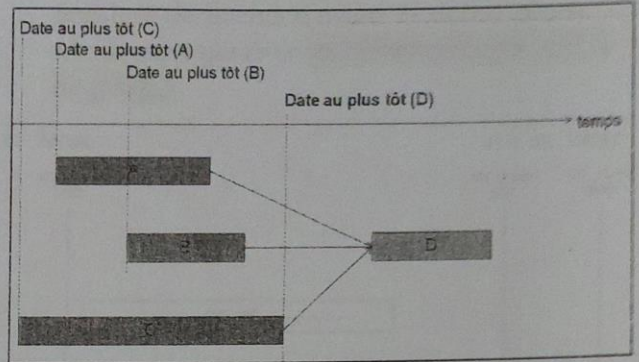 Date au plus tôt (C)
Date au plus tôt (A)
Date au plus tôt (B)
Date au plus tôt (D)
temps
A
B
D
C